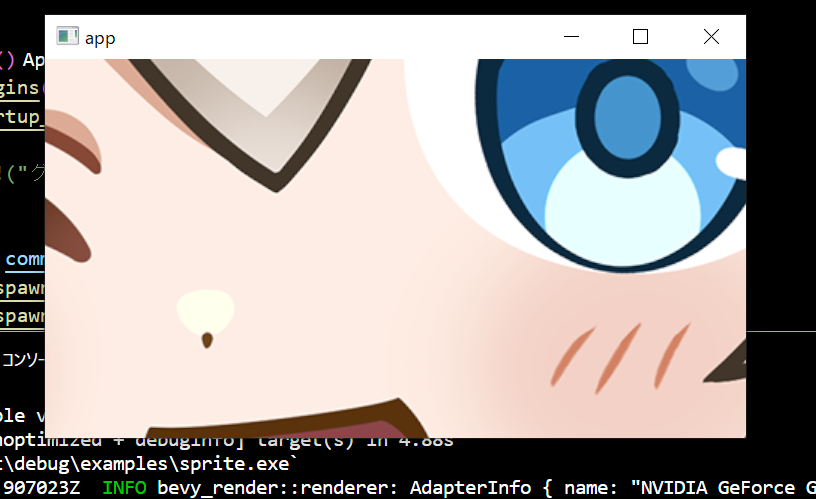 app
() Ap
gins(
rtup_
!("グ
comm
spawn
spawn
コンソー
ple v
noptimized + debuginfo] target(s) in 4.88s
t\debug\examples\sprite.exe`
907023Z INFO bevy_render::renderer: AdapterInfo { name: "NVIDIA GeForce G